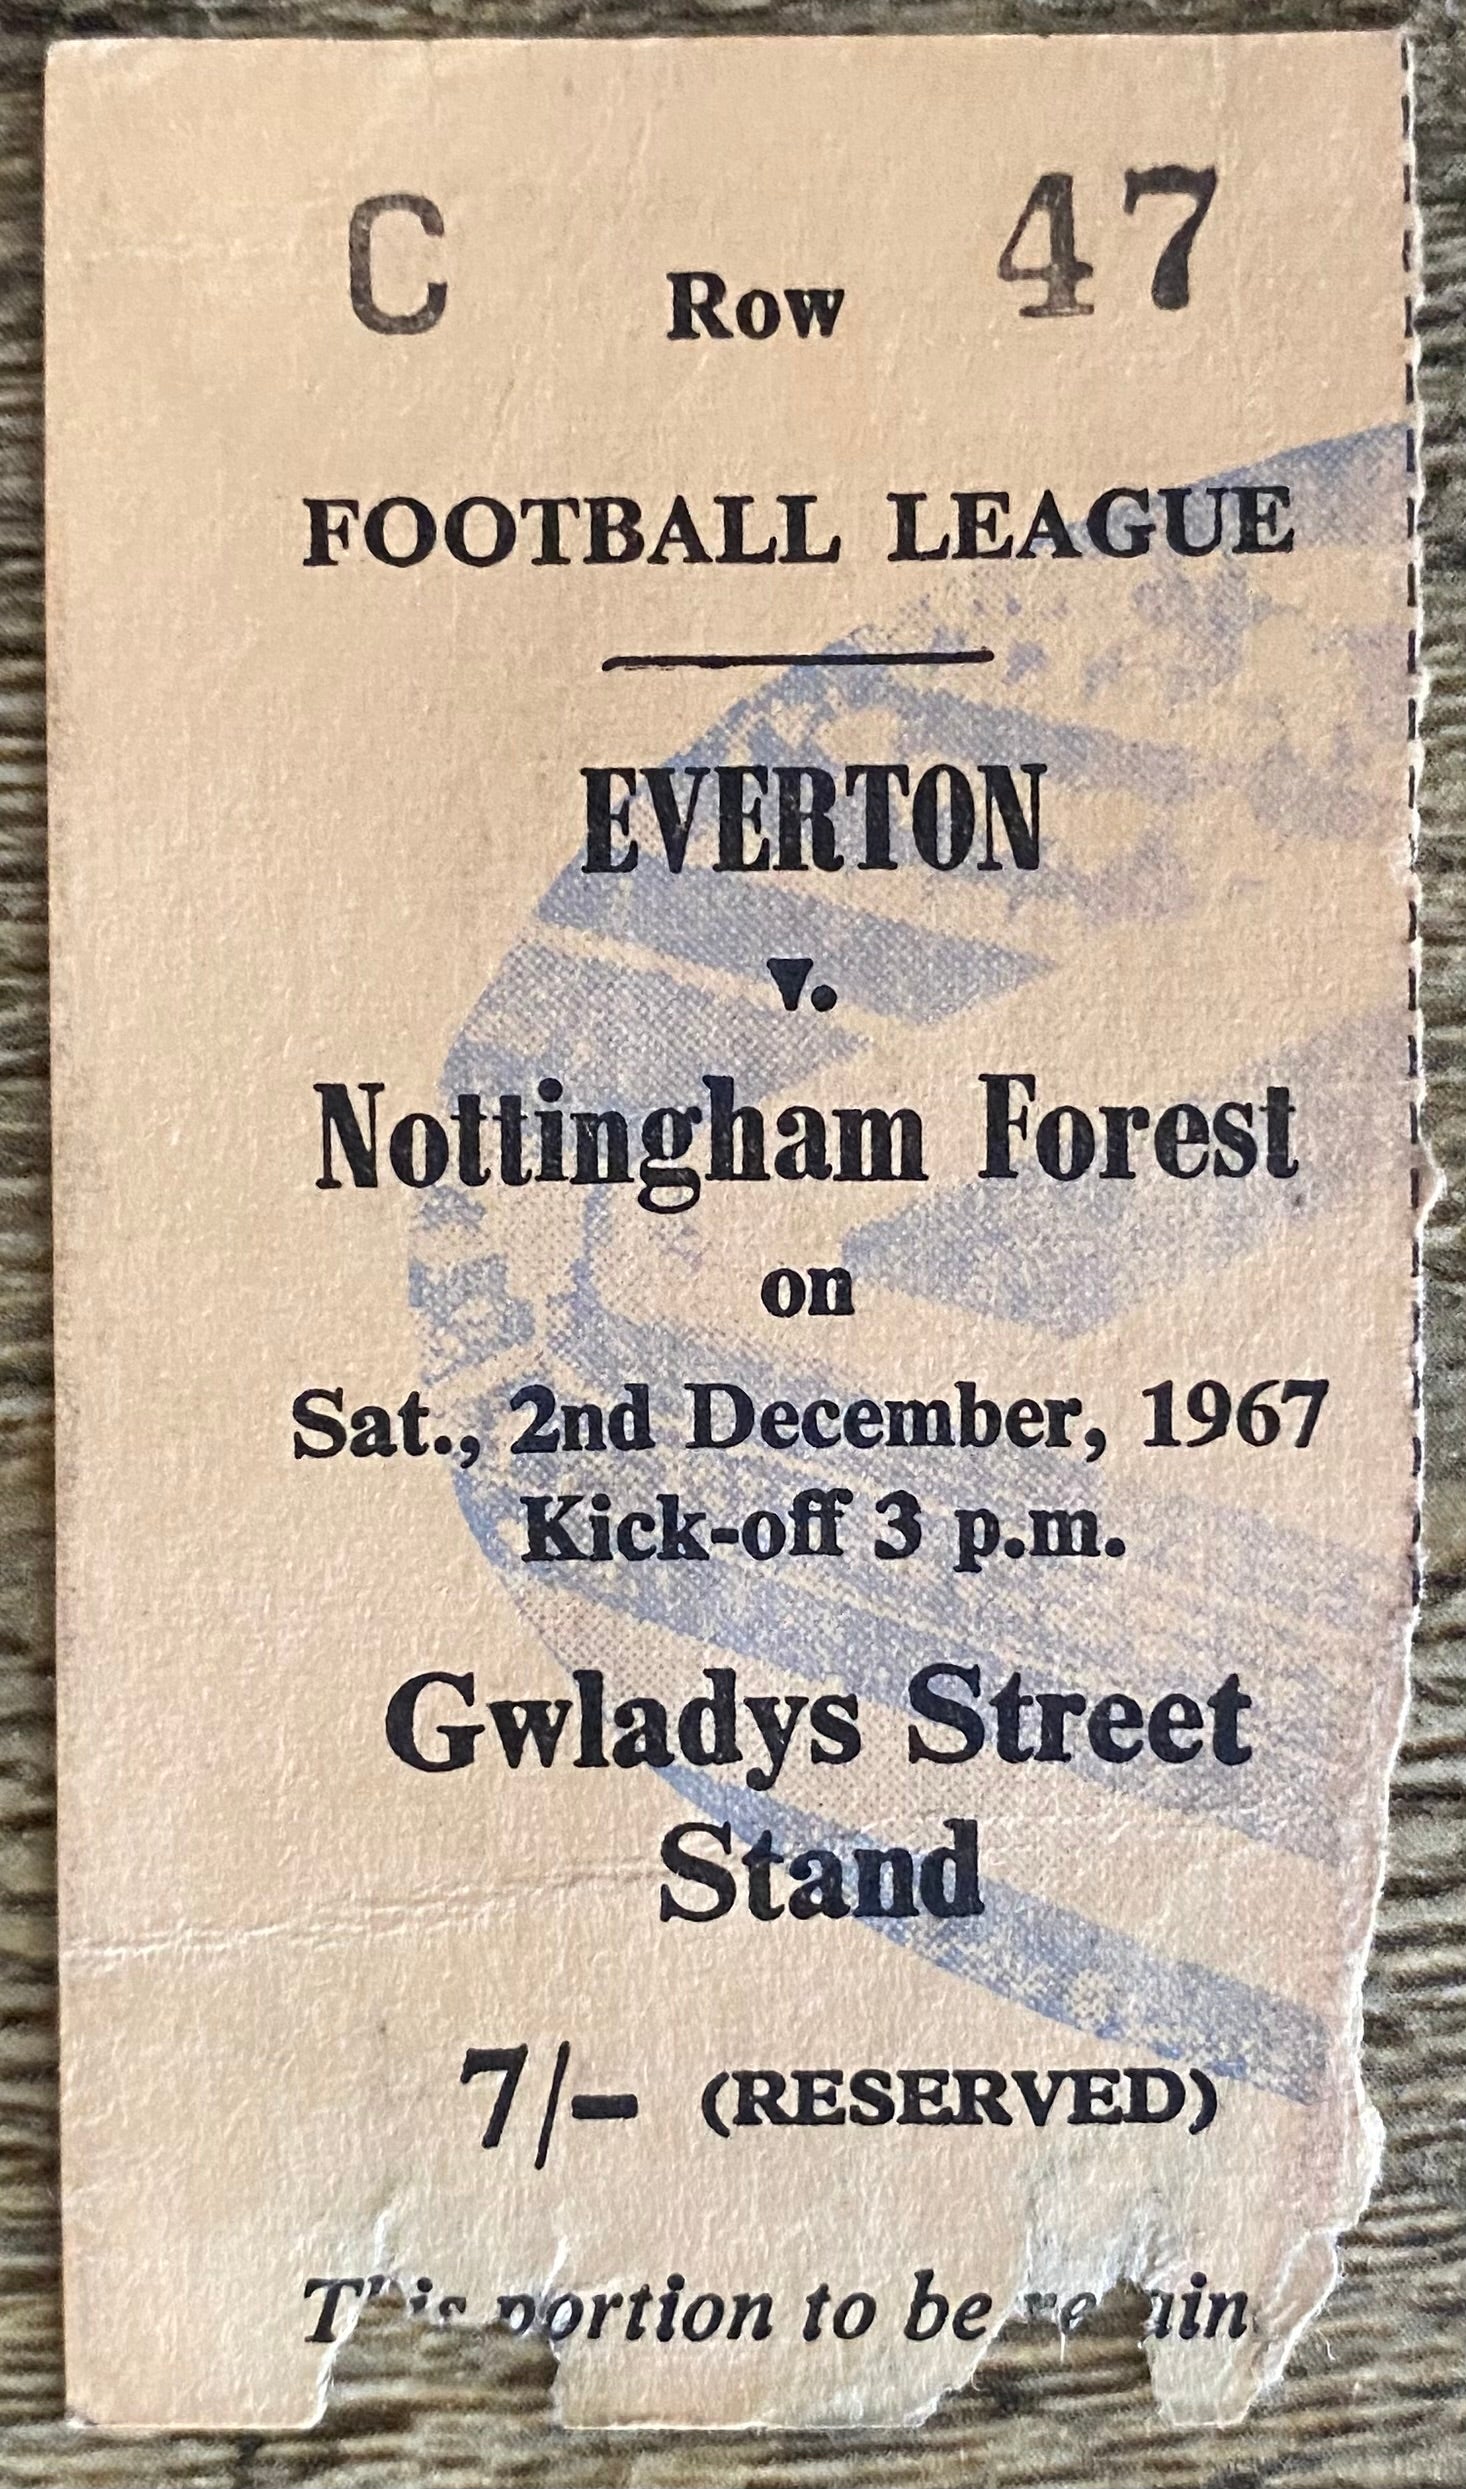 C Row 47
FOOTBALL LEAGUE
EVERTON
v.
Nottingham Forest
on
Sat., 2nd December, 1967
Kick-off 3 p.m.
Gwladys Street
Stand
7/- (RESERVED)
This portion to be